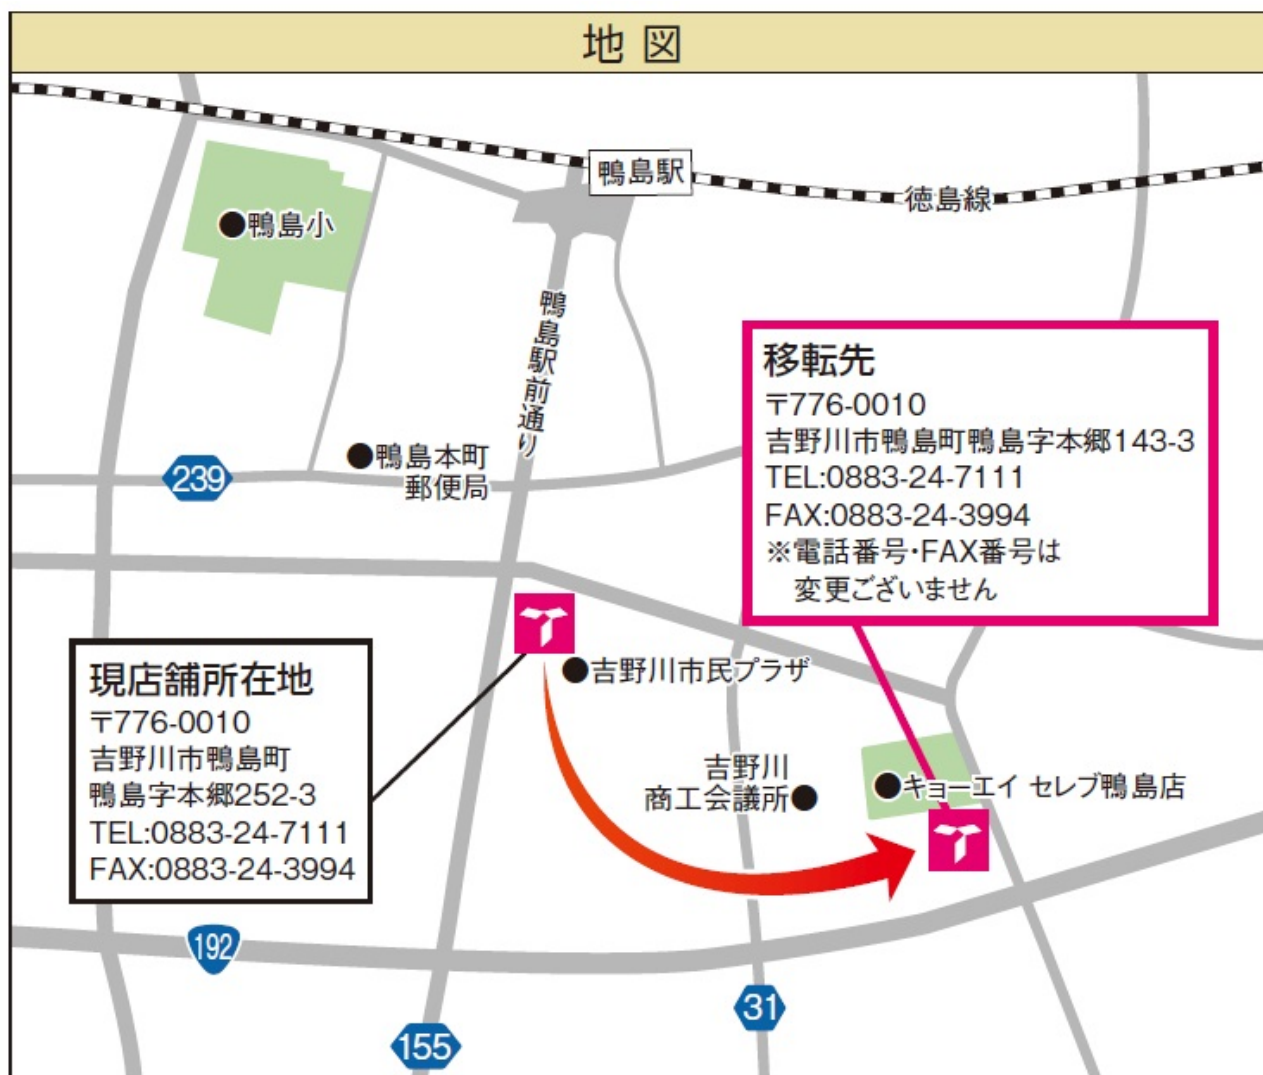 地図
鴨島駅
徳島線
●鴨島小
鴨島駅前通り
移転先
〒776-0010
吉野川市鴨島町鴨島字本郷143-3
TEL:0883-24-7111
FAX:0883-24-3994
※電話番号・FAX番号は
変更ございません
●鴨島本町
郵便局
239
●吉野川市民プラザ
現店舗所在地
〒776-0010
吉野川市鴨島町
鴨島字本郷252-3
TEL:0883-24-7111
FAX:0883-24-3994
吉野川
商工会議所●
●キョーエイ セレブ鴨島店
192
31
155